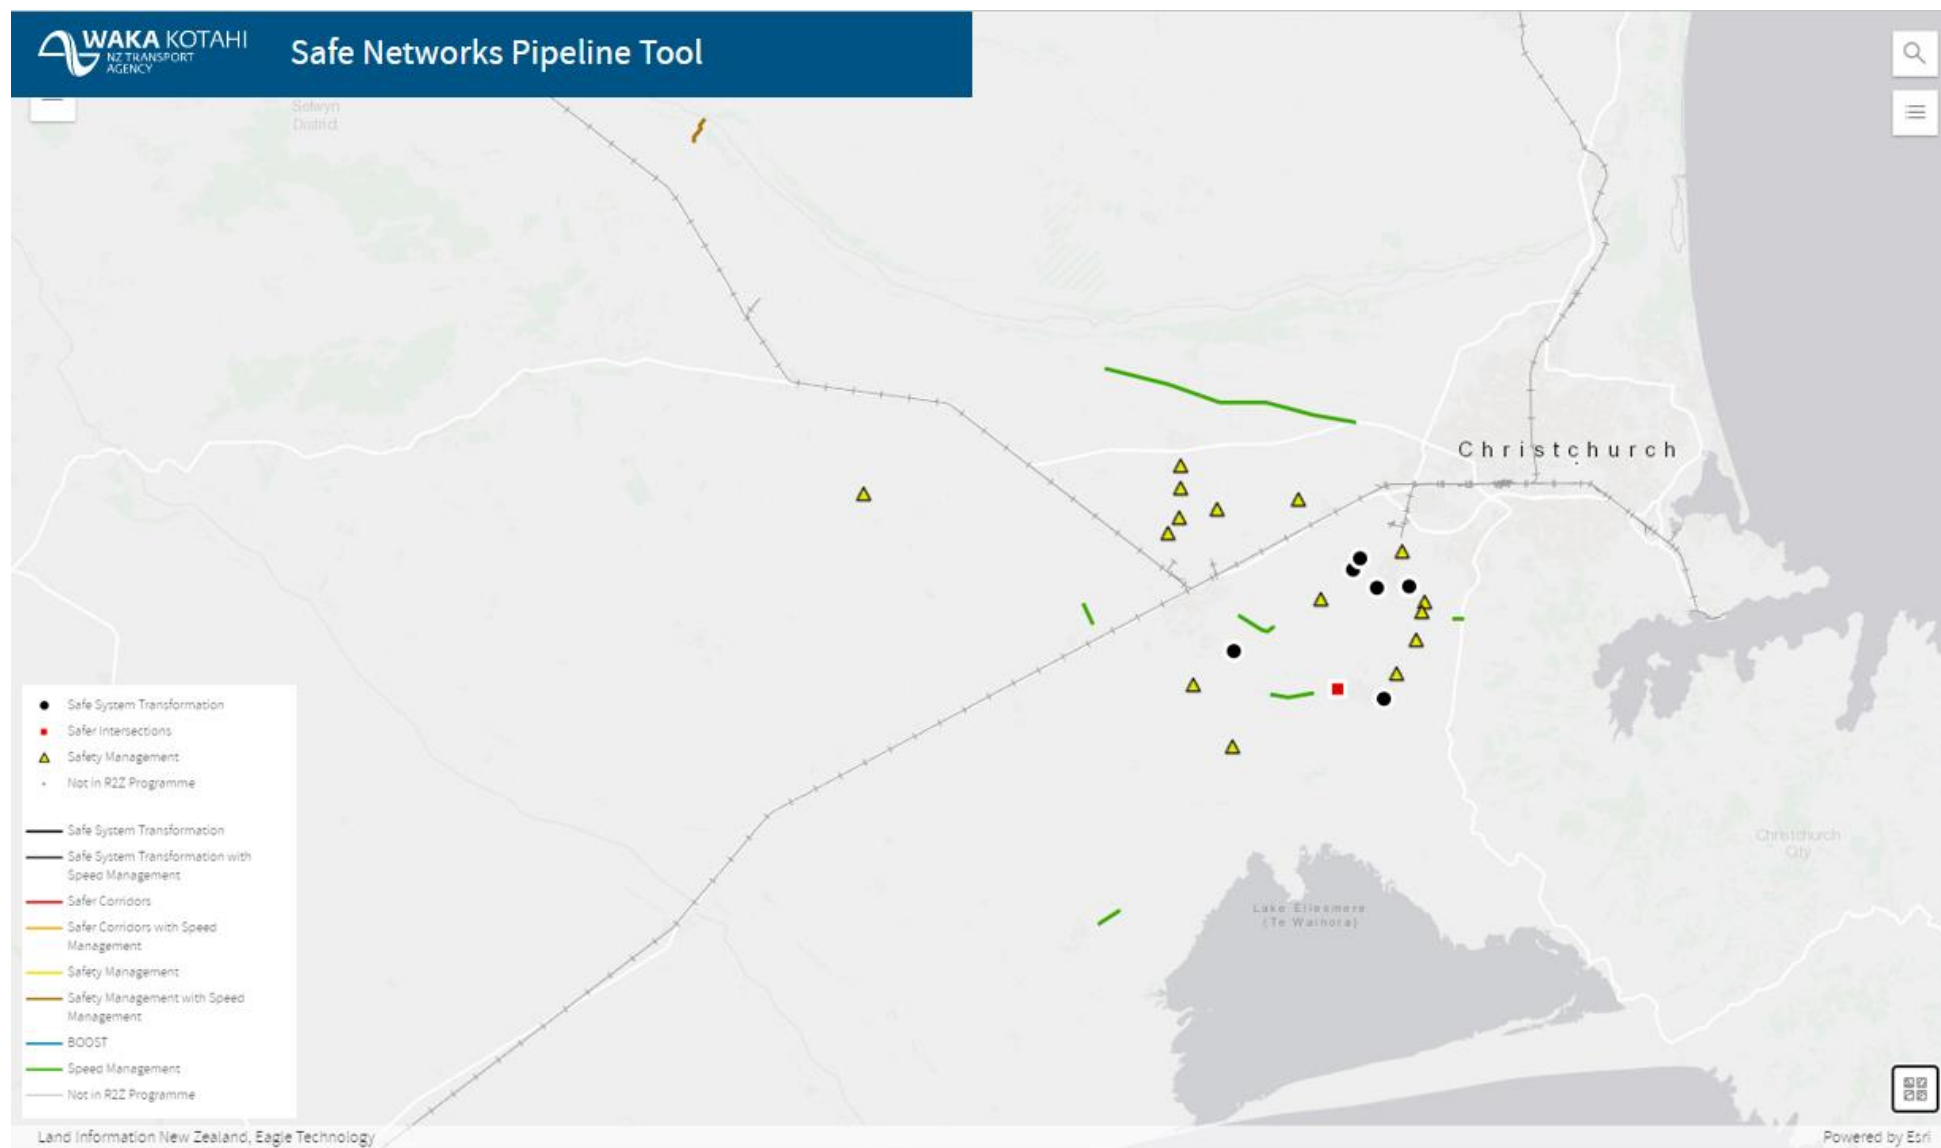 WAKA KOTAHI
NZ TRANSPORT
AGENCY
Safe Networks Pipeline Tool
Selwyn
District
Christchurch
Safe System Transformation
Safer Intersections
Safety Management
Not in R2Z Programme
Safe System Transformation
Safe System Transformation with
Speed Management
Safer Corridors
Safer Corridors with Speed
Management
Safety Management
Safety Management with Speed
Management
BOOST
Speed Management
Not in R2Z Programme
Christchurch
City
Lake Ellesmere
(Te Waihora)
Land Information New Zealand, Eagle Technology
Powered by Esri